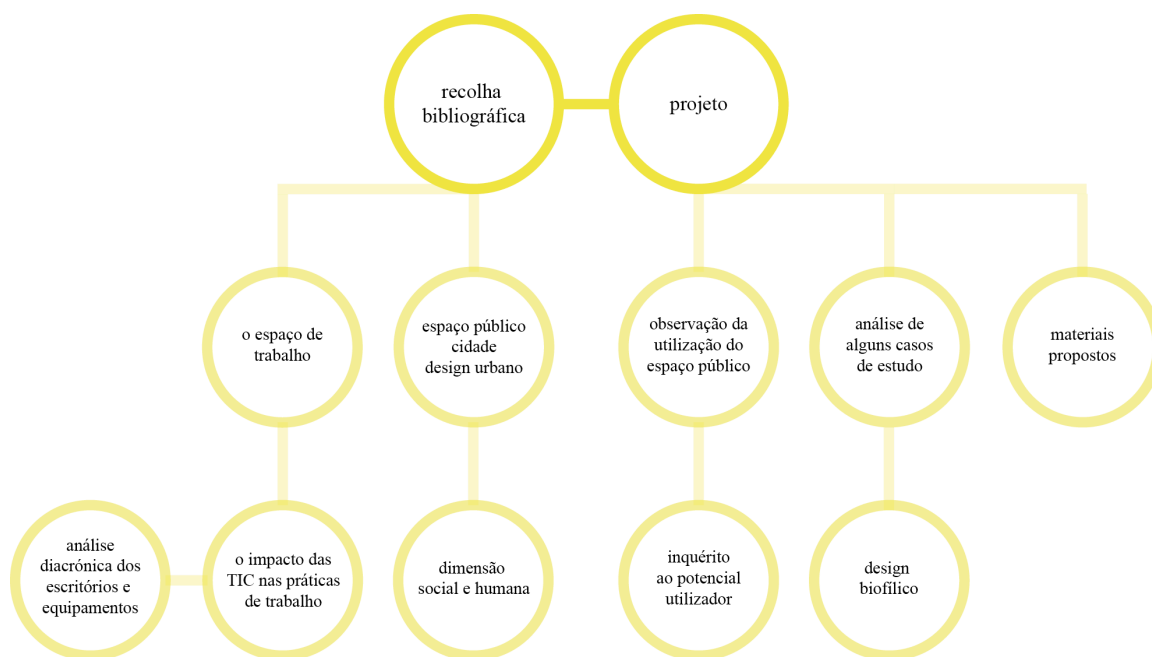 recolha
bibliográfica
projeto
o espaço de
trabalho
espaço público
cidade
design urbano
observação da
utilização do
espaço público
análise de
alguns casos
de estudo
materiais
propostos
análise
diacrónica dos
escritórios e
equipamentos
o impacto das
TIC nas práticas
de trabalho
dimensão
social e humana
inquérito
ao potencial
utilizador
design
biofílico